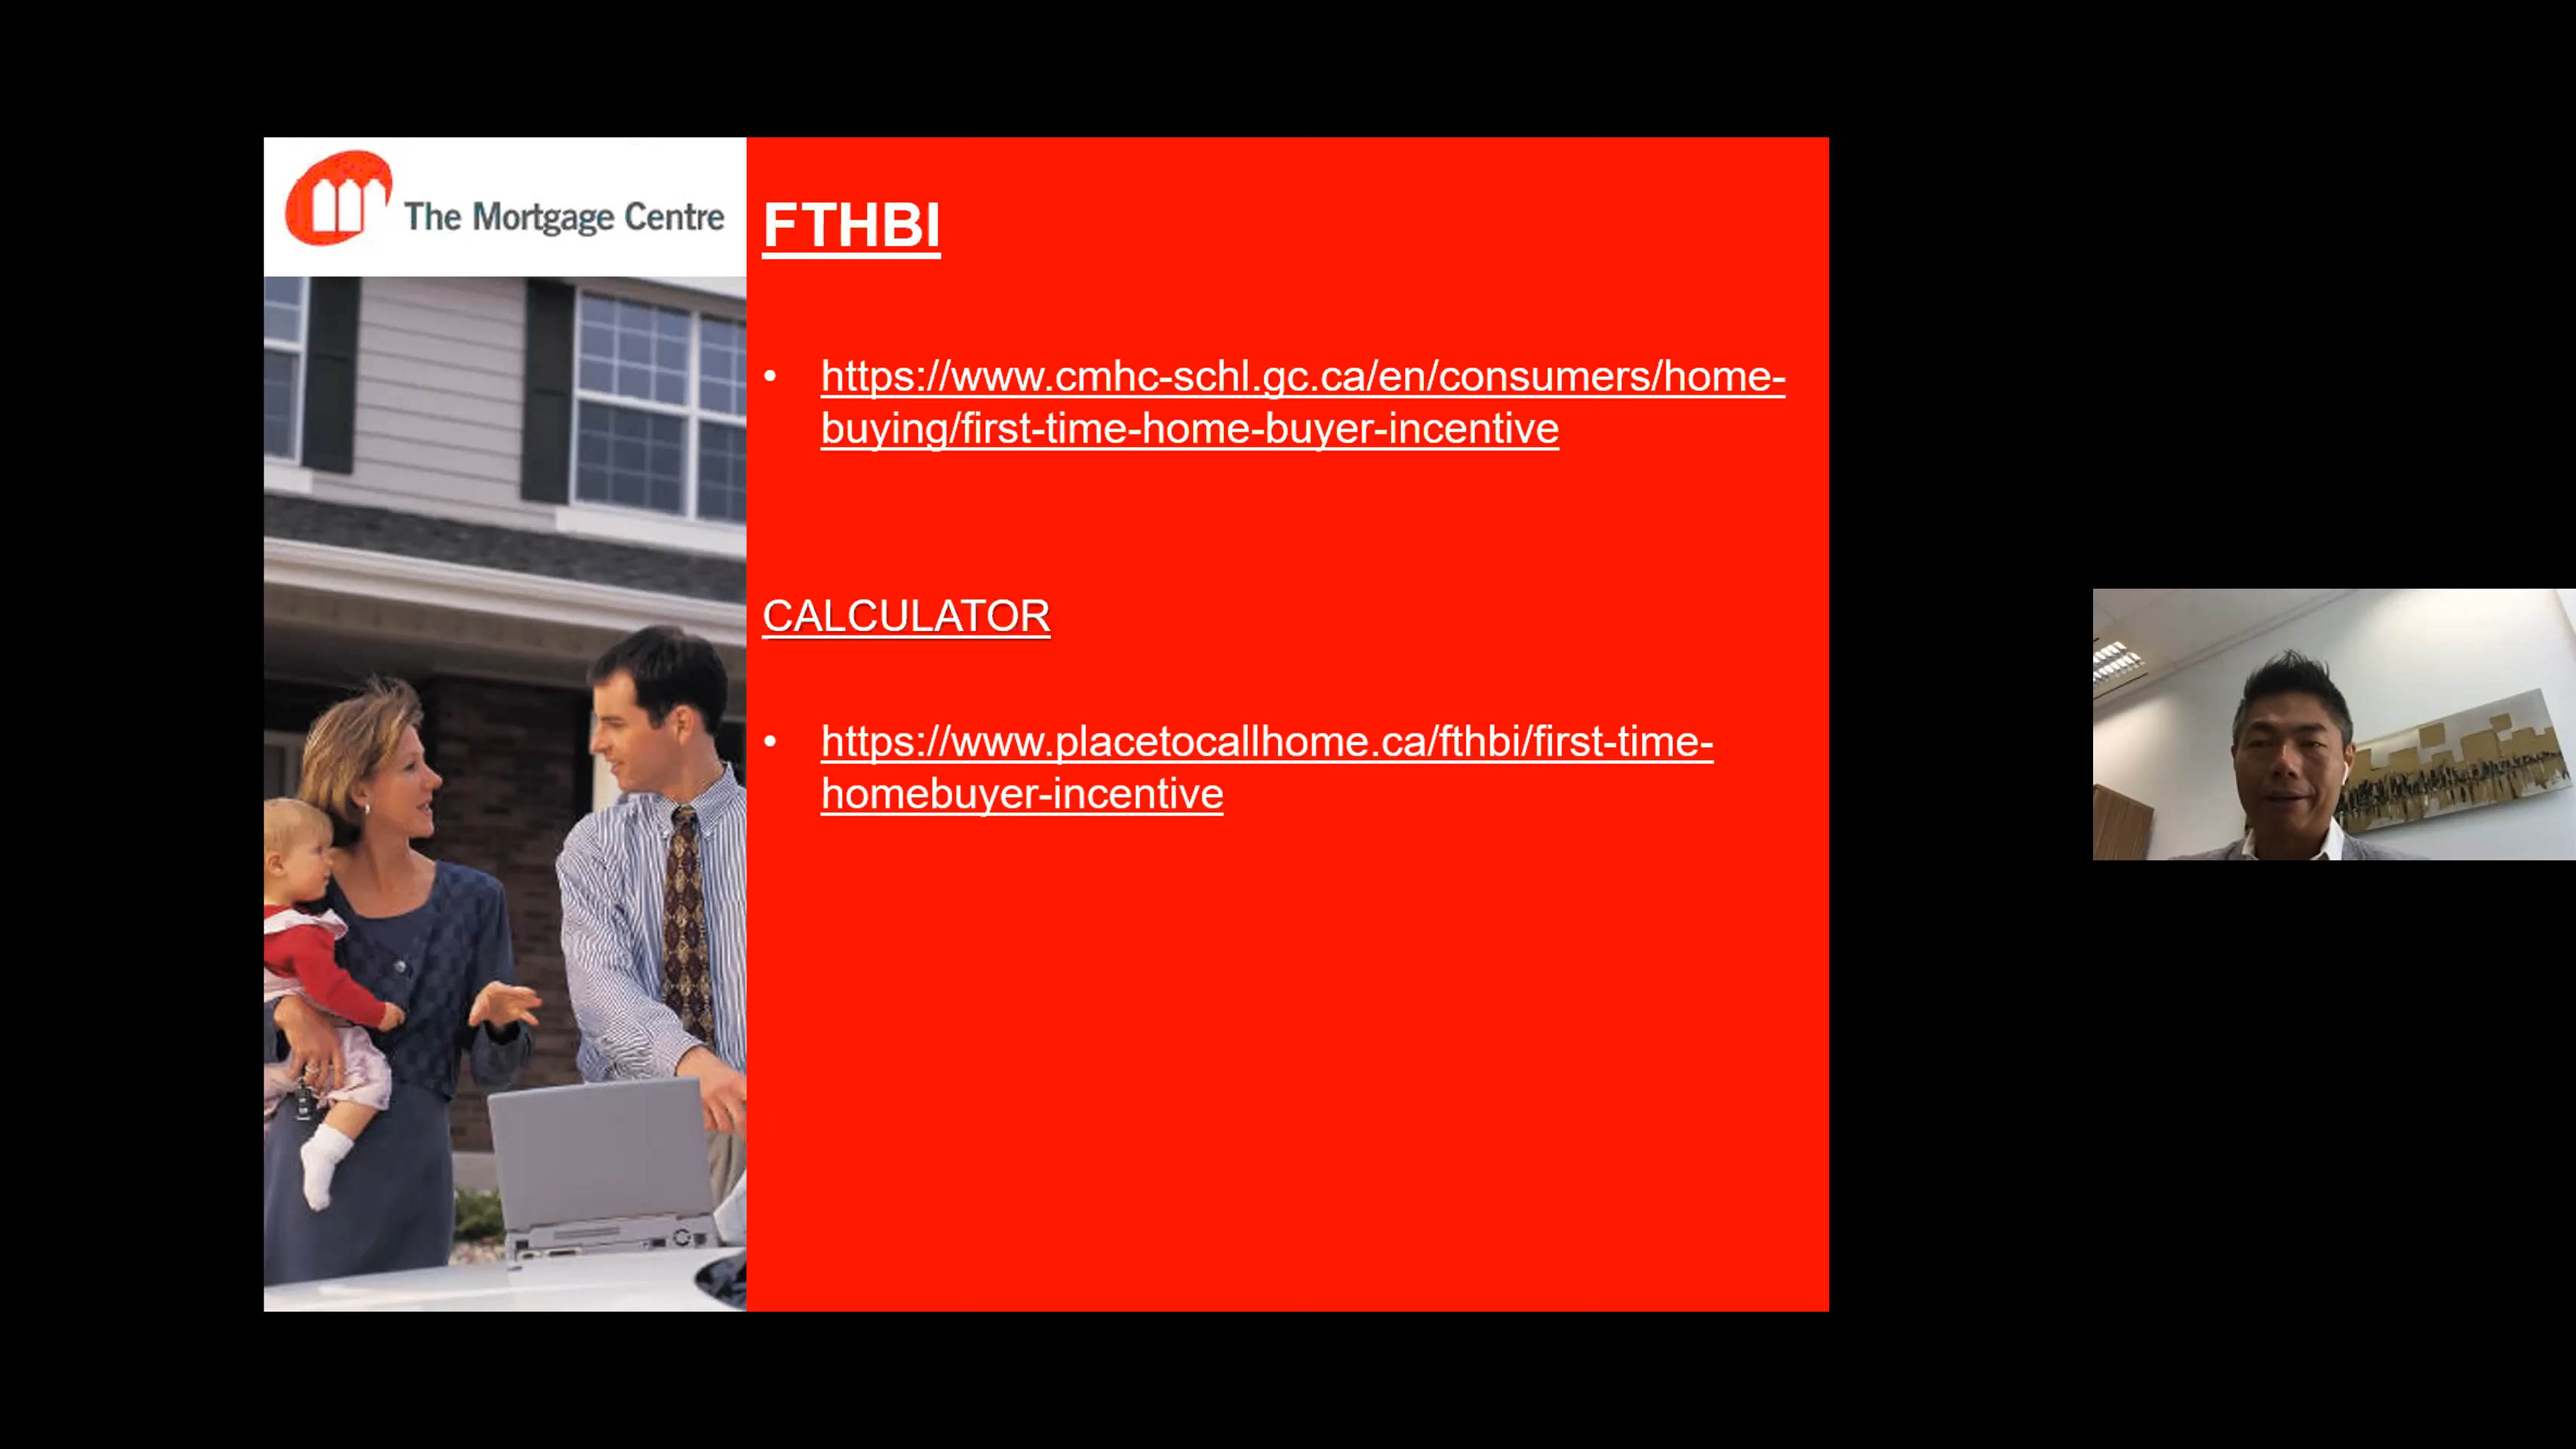 The Mortgage Centre
FTHBI
• https://www.cmhc-schl.gc.ca/en/consumers/home-
buying/first-time-home-buyer-incentive
CALCULATOR
• https://www.placetocallhome.ca/fthbi/first-time-
homebuyer-incentive